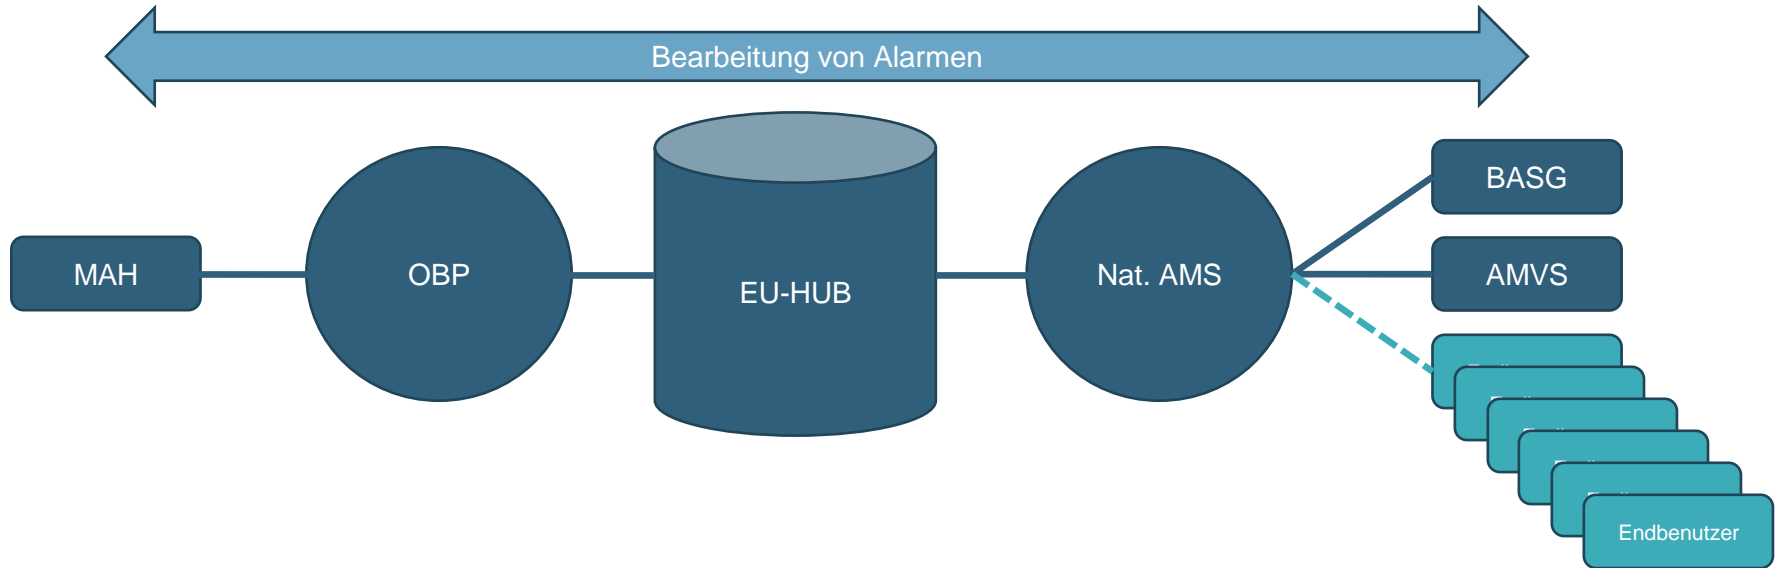 Bearbeitung von Alarmen
BASG
MAH
OBP
EU-HUB
Nat. AMS
AMVS
Endbenutzer